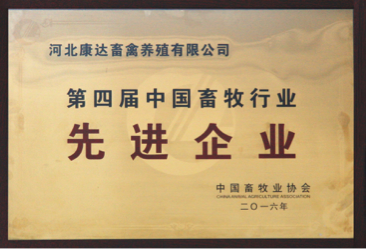 河北康达畜禽养殖有限公司
第四届中国畜牧行业
先进企业
中国畜牧业协会
CHINA ANIMAL AGRICULTURE ASSOCIATION
二〇一六年